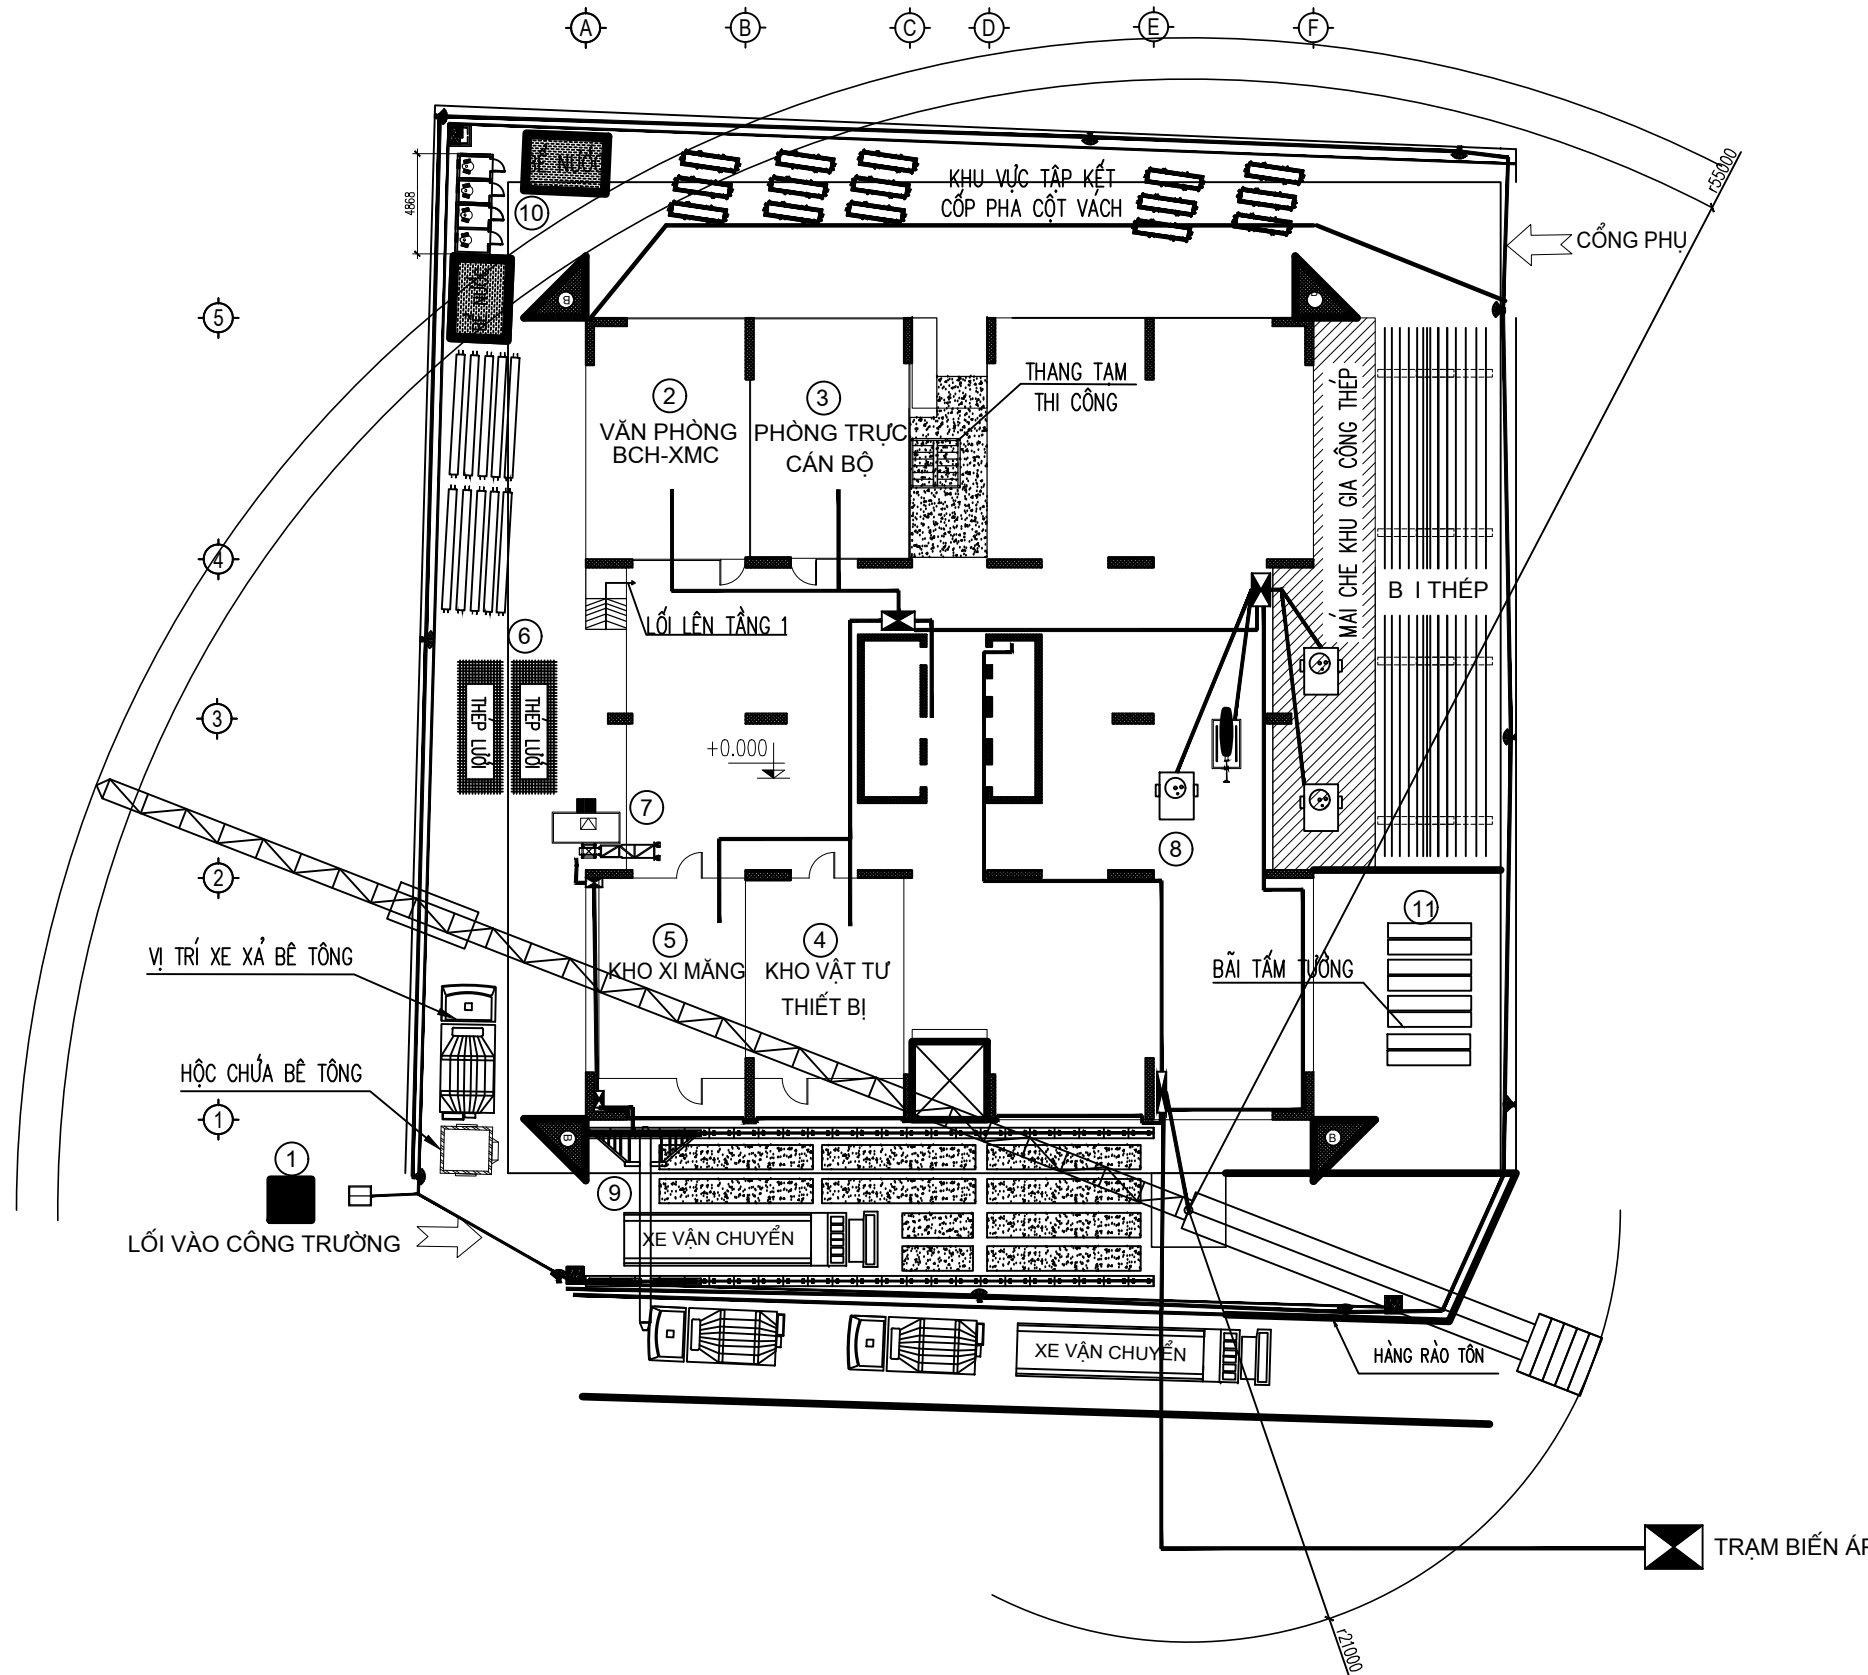 A
B
C
D
E
F
r55000
BỂ NƯỚC
KHU VỰC TẬP KẾT
CỐP PHA CỘT VÁCH
4868
10
CỔNG PHỤ
B
5
THANG TẠM
THI CÔNG
2
VĂN PHÒNG
BCH-XMC
3
PHÒNG TRỰC
CÁN BỘ
MÁI CHE KHU GIA CÔNG THÉP
4
B I THÉP
LỐI LÊN TẦNG 1
6
THÉP LƯỚI
THÉP LƯỚI
3
+0.000
7
8
2
11
5
KHO XI MĂNG
4
KHO VẬT TƯ
THIẾT BỊ
VỊ TRÍ XE XẢ BÊ TÔNG
BÃI TẤM TƯỜNG
HỘC CHỨA BÊ TÔNG
1
B
B
1
9
LỐI VÀO CÔNG TRƯỜNG
XE VẬN CHUYỂN
XE VẬN CHUYỂN
HÀNG RÀO TÔN
TRẠM BIẾN ÁP
r21000